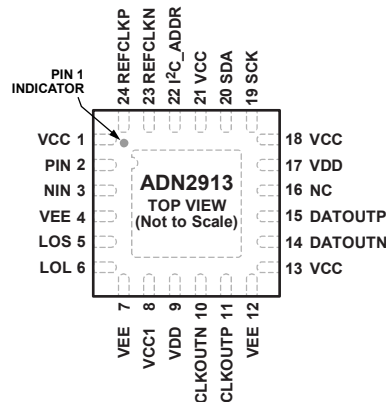 24 REFCLKP
23 REFCLKN
22 I²C_ADDR
21 VCC
20 SDA
19 SCK
PIN 1
INDICATOR
VCC 1
PIN 2
NIN 3
VEE 4
LOS 5
LOL 6
ADN2913
TOP VIEW
(Not to Scale)
18 VCC
17 VDD
16 NC
15 DATOUTP
14 DATOUTN
13 VCC
VEE 7
VCC1 8
VDD 9
CLKOUTN 10
CLKOUTP 11
VEE 12